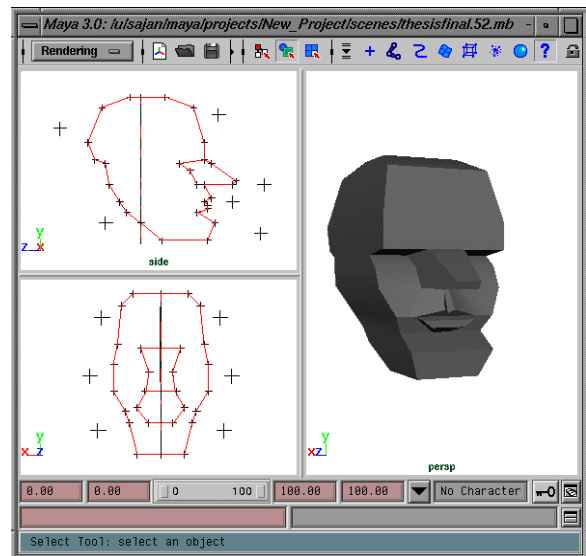 Maya 3.0: /u/sajan/maya/projects/New_Project/scenes/thesisfinal.52.mb
Rendering
?
y
z x
side
y
x z
y
xz
persp
0.00 0.00 0 100 100.00 100.00 No Character
Select Tool: select an object